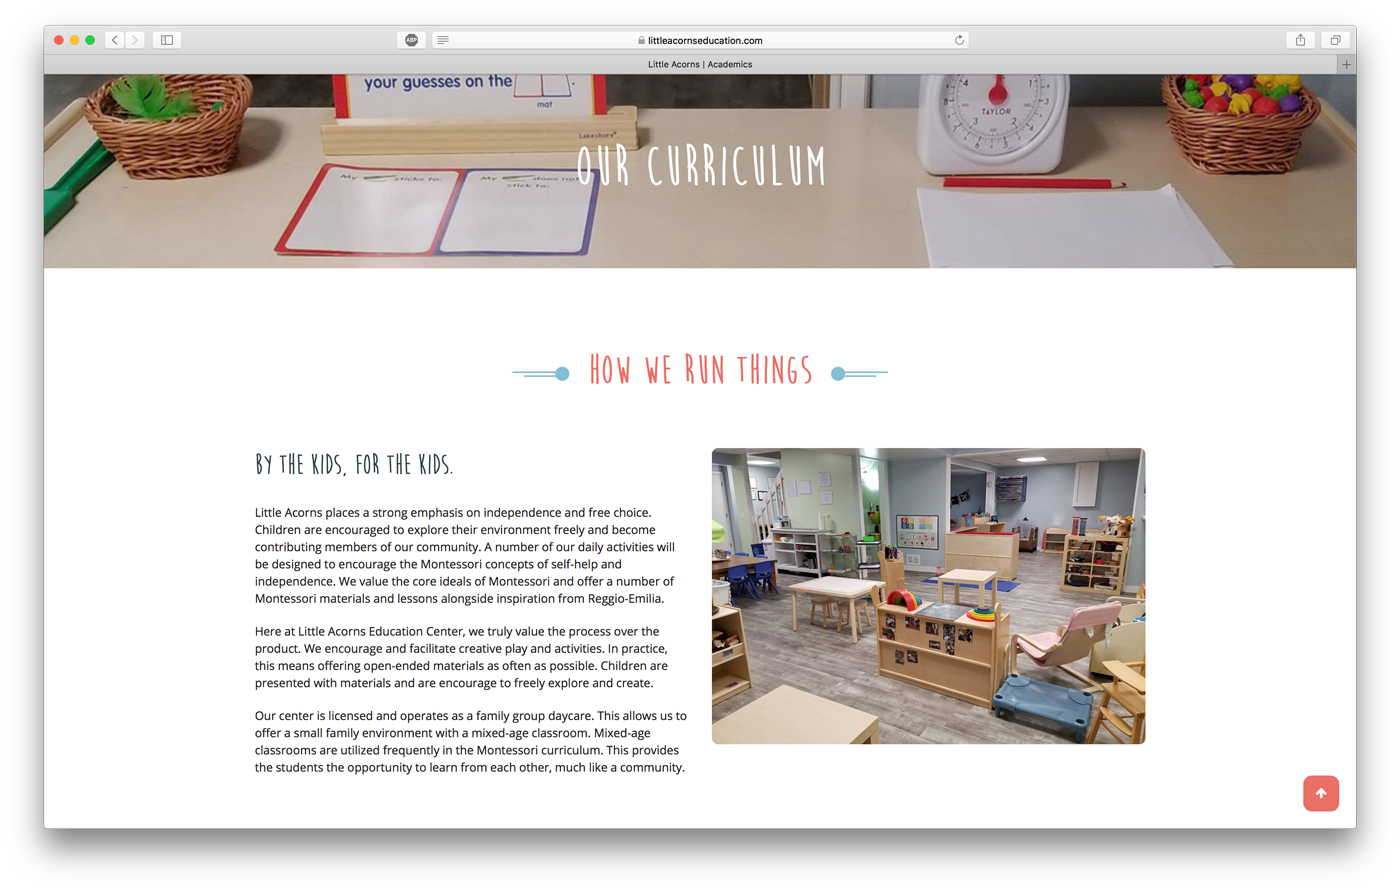 ABP
littleacornseducation.com
Little Acorns | Academics
your guesses on the
mat
Lakeshore
TAYLOR
My sticks to:
My does not
stick to:
OUR CURRICULUM
HOW WE RUN THINGS
BY THE KIDS, FOR THE KIDS.
Little Acorns places a strong emphasis on independence and free choice.
Children are encouraged to explore their environment freely and become
contributing members of our community. A number of our daily activities will
be designed to encourage the Montessori concepts of self-help and
independence. We value the core ideals of Montessori and offer a number of
Montessori materials and lessons alongside inspiration from Reggio-Emilia.
Here at Little Acorns Education Center, we truly value the process over the
product. We encourage and facilitate creative play and activities. In practice,
this means offering open-ended materials as often as possible. Children are
presented with materials and are encourage to freely explore and create.
Our center is licensed and operates as a family group daycare. This allows us to
offer a small family environment with a mixed-age classroom. Mixed-age
classrooms are utilized frequently in the Montessori curriculum. This provides
the students the opportunity to learn from each other, much like a community.